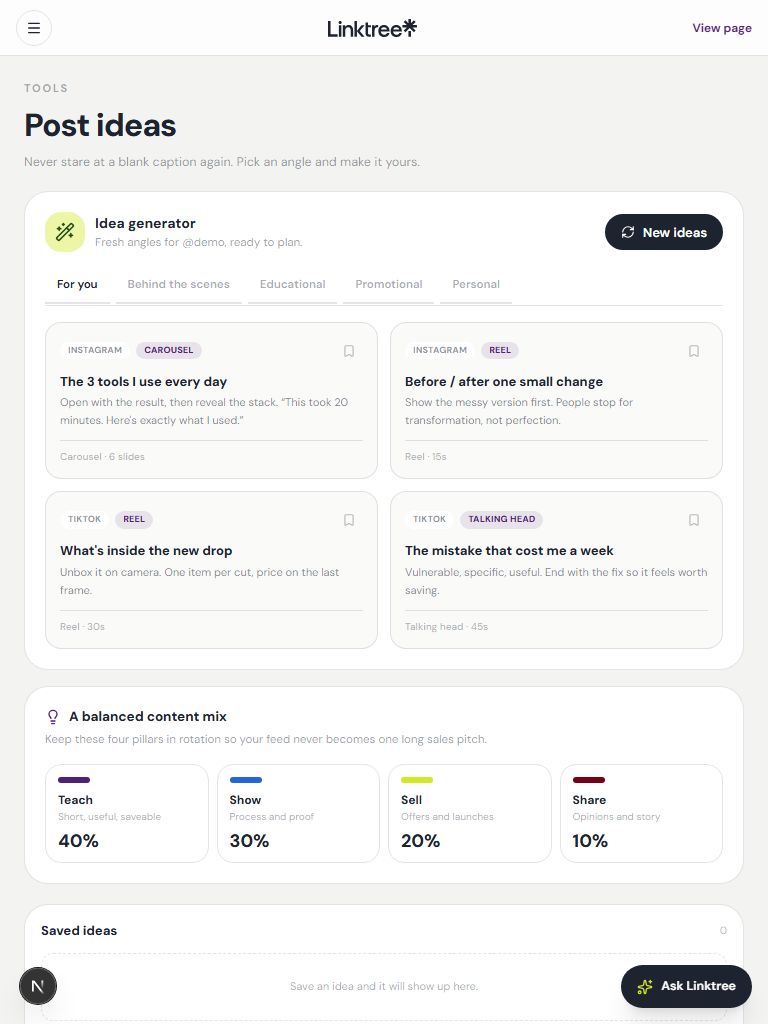 Linktree
View page
TOOLS
Post ideas
Never stare at a blank caption again. Pick an angle and make it yours.
Idea generator
Fresh angles for @demo, ready to plan.
New ideas
For you
Behind the scenes
Educational
Promotional
Personal
INSTAGRAM CAROUSEL
The 3 tools I use every day
Open with the result, then reveal the stack. “This took 20
minutes. Here's exactly what I used.”
Carousel · 6 slides
INSTAGRAM REEL
Before / after one small change
Show the messy version first. People stop for
transformation, not perfection.
Reel · 15s
TIKTOK REEL
What's inside the new drop
Unbox it on camera. One item per cut, price on the last
frame.
Reel · 30s
TIKTOK TALKING HEAD
The mistake that cost me a week
Vulnerable, specific, useful. End with the fix so it feels worth
saving.
Talking head · 45s
A balanced content mix
Keep these four pillars in rotation so your feed never becomes one long sales pitch.
Teach
Short, useful, saveable
40%
Show
Process and proof
30%
Sell
Offers and launches
20%
Share
Opinions and story
10%
Saved ideas
0
Save an idea and it will show up here.
N
Ask Linktree